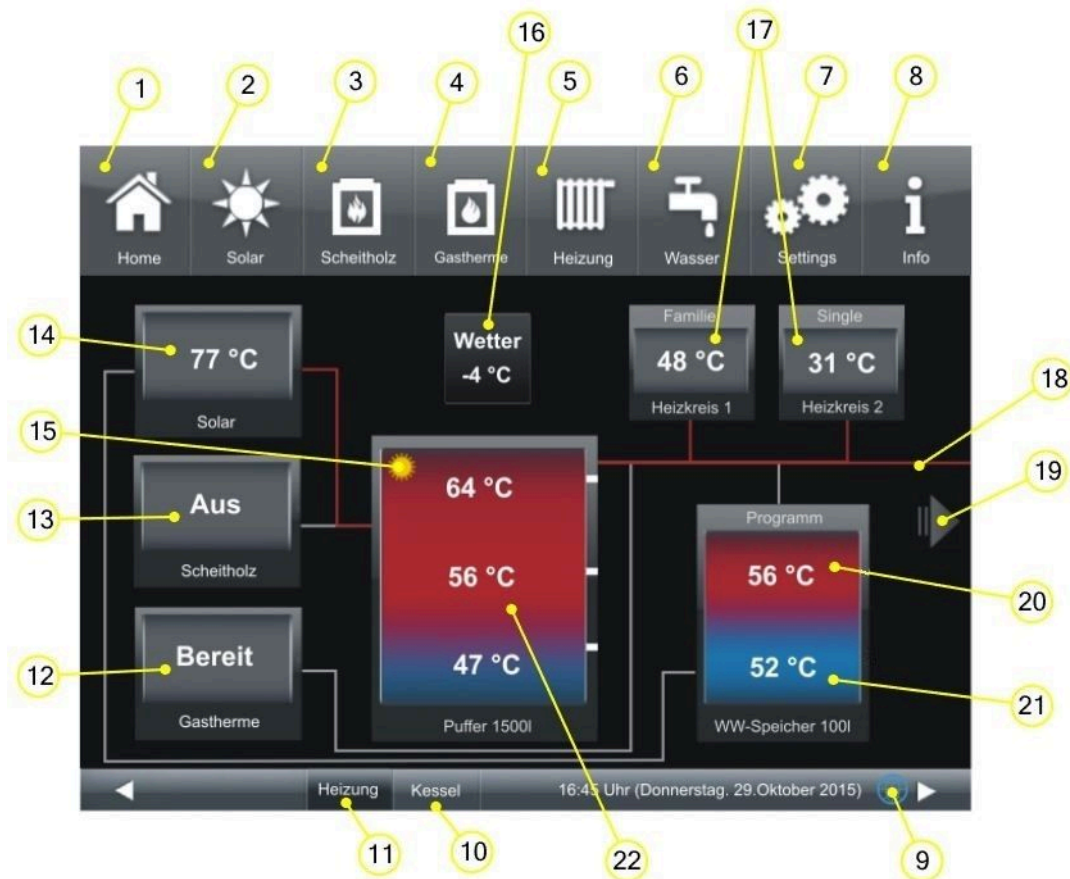 16
17
1
2
3
4
5
6
7
8
Home
Solar
Scheitholz
Gastherme
Heizung
Wasser
Settings
Info
14
77 °C
Solar
Wetter
-4 °C
Familie
48 °C
Heizkreis 1
Single
31 °C
Heizkreis 2
18
15
13
Aus
Scheitholz
64 °C
56 °C
47 °C
Puffer 1500l
19
Programm
56 °C
52 °C
WW-Speicher 100l
20
21
12
Bereit
Gastherme
Heizung
Kessel
16:45 Uhr (Donnerstag. 29.Oktober 2015)
11
10
22
9